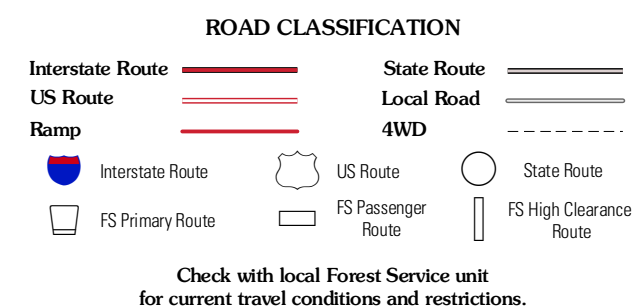 ROAD CLASSIFICATION
Interstate Route
State Route
US Route
Local Road
Ramp
4WD
Interstate Route
US Route
State Route
FS Primary Route
FS Passenger
Route
FS High Clearance
Route
Check with local Forest Service unit
for current travel conditions and restrictions.